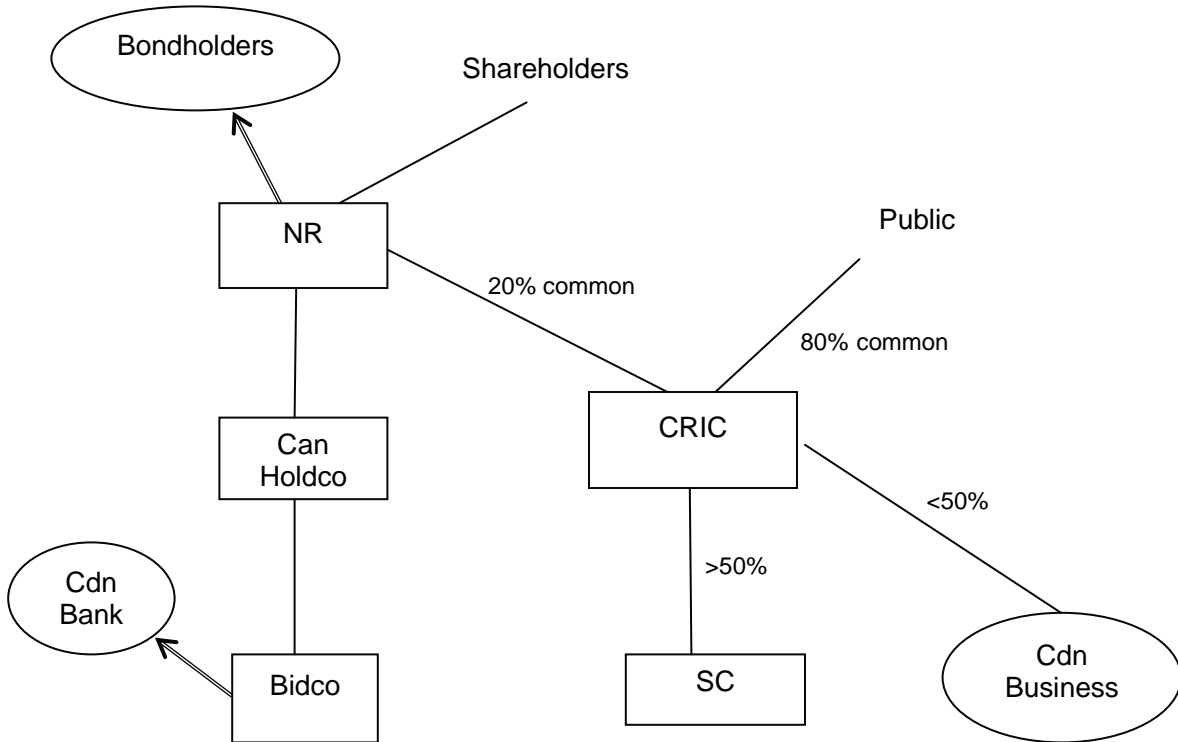 Bondholders
Shareholders
NR
Public
20% common
80% common
Can
Holdco
CRIC
<50%
>50%
Cdn
Bank
Bidco
SC
Cdn
Business